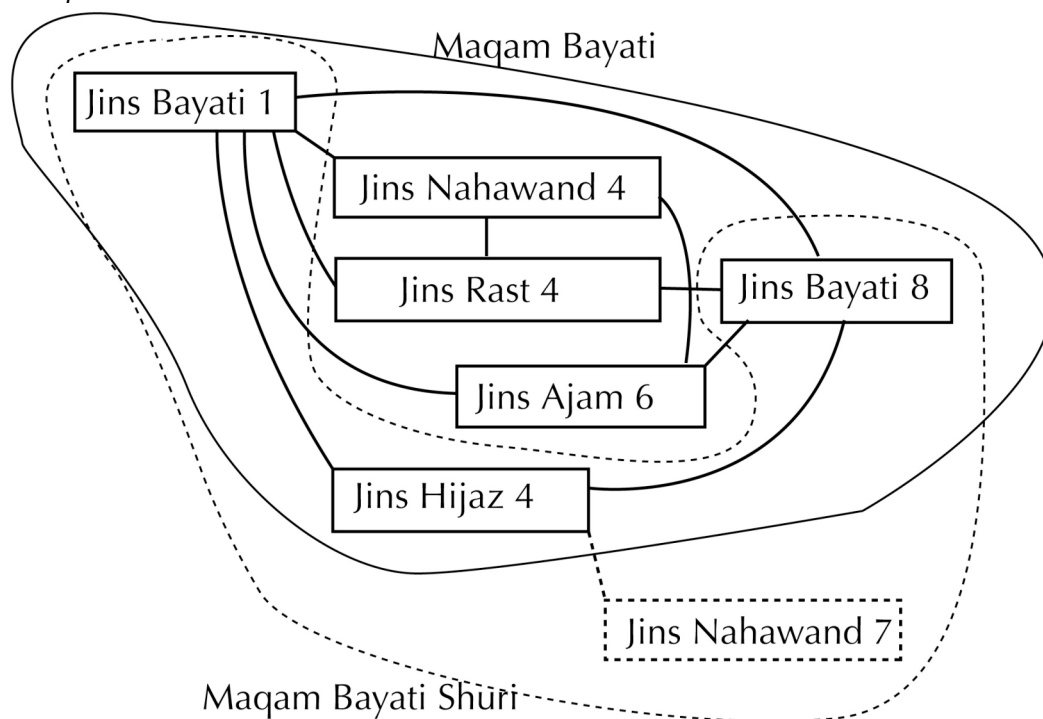 Maqam Bayati
Jins Bayati 1
Jins Nahawand 4
Jins Rast 4
Jins Bayati 8
Jins Ajam 6
Jins Hijaz 4
Jins Nahawand 7
Maqam Bayati Shuri